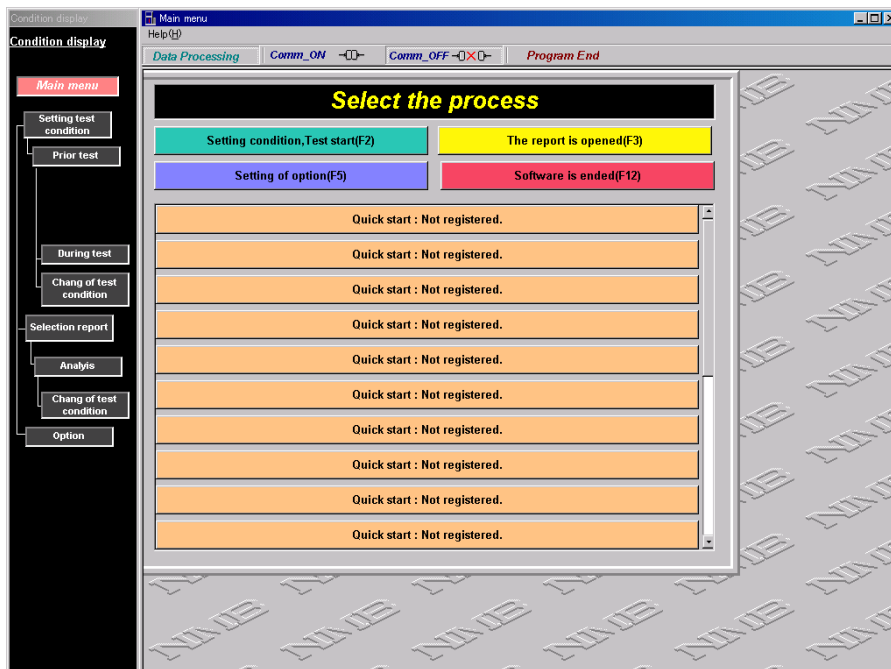 Condition display
Condition display
Main menu
Setting test
condition
Prior test
During test
Chang of test
condition
Selection report
Analyis
Chang of test
condition
Option
Main menu
Help(H)
Data Processing
Comm_ON
Comm_OFF
Program End
Select the process
Setting condition,Test start(F2)
The report is opened(F3)
Setting of option(F5)
Software is ended(F12)
Quick start : Not registered.
Quick start : Not registered.
Quick start : Not registered.
Quick start : Not registered.
Quick start : Not registered.
Quick start : Not registered.
Quick start : Not registered.
Quick start : Not registered.
Quick start : Not registered.
Quick start : Not registered.